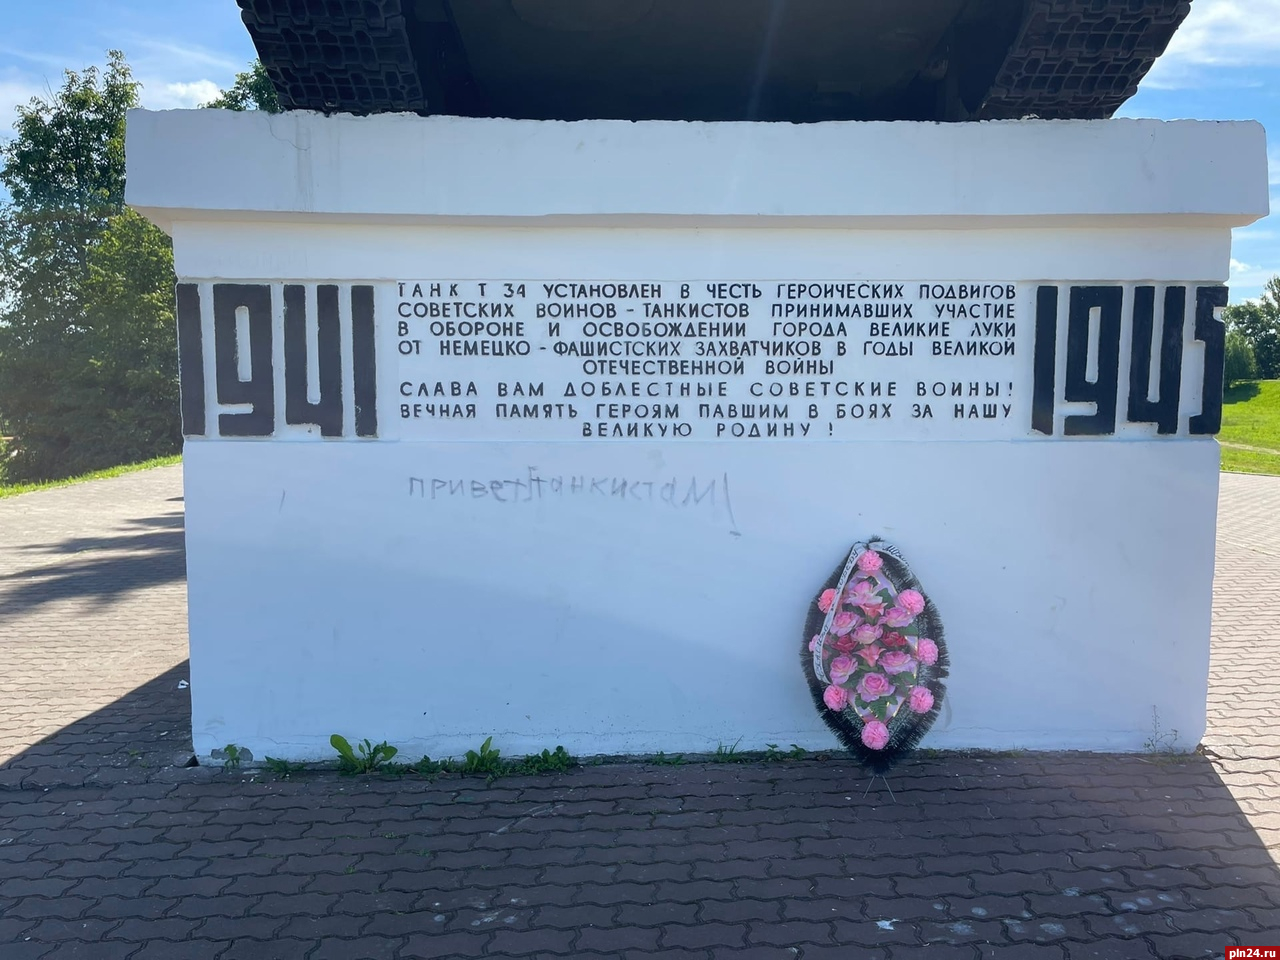 1941
ТАНК Т 34 УСТАНОВЛЕН В ЧЕСТЬ ГЕРОИЧЕСКИХ ПОДВИГОВ
СОВЕТСКИХ ВОИНОВ - ТАНКИСТОВ ПРИНИМАВШИХ УЧАСТИЕ
В ОБОРОНЕ И ОСВОБОЖДЕНИИ ГОРОДА ВЕЛИКИЕ ЛУКИ
ОТ НЕМЕЦКО - ФАШИСТСКИХ ЗАХВАТЧИКОВ В ГОДЫ ВЕЛИКОЙ
ОТЕЧЕСТВЕННОЙ ВОЙНЫ
СЛАВА ВАМ ДОБЛЕСТНЫЕ СОВЕТСКИЕ ВОИНЫ!
ВЕЧНАЯ ПАМЯТЬ ГЕРОЯМ ПАВШИМ В БОЯХ ЗА НАШУ
ВЕЛИКУЮ РОДИНУ !
1945
привет танкистам!
pln24.ru